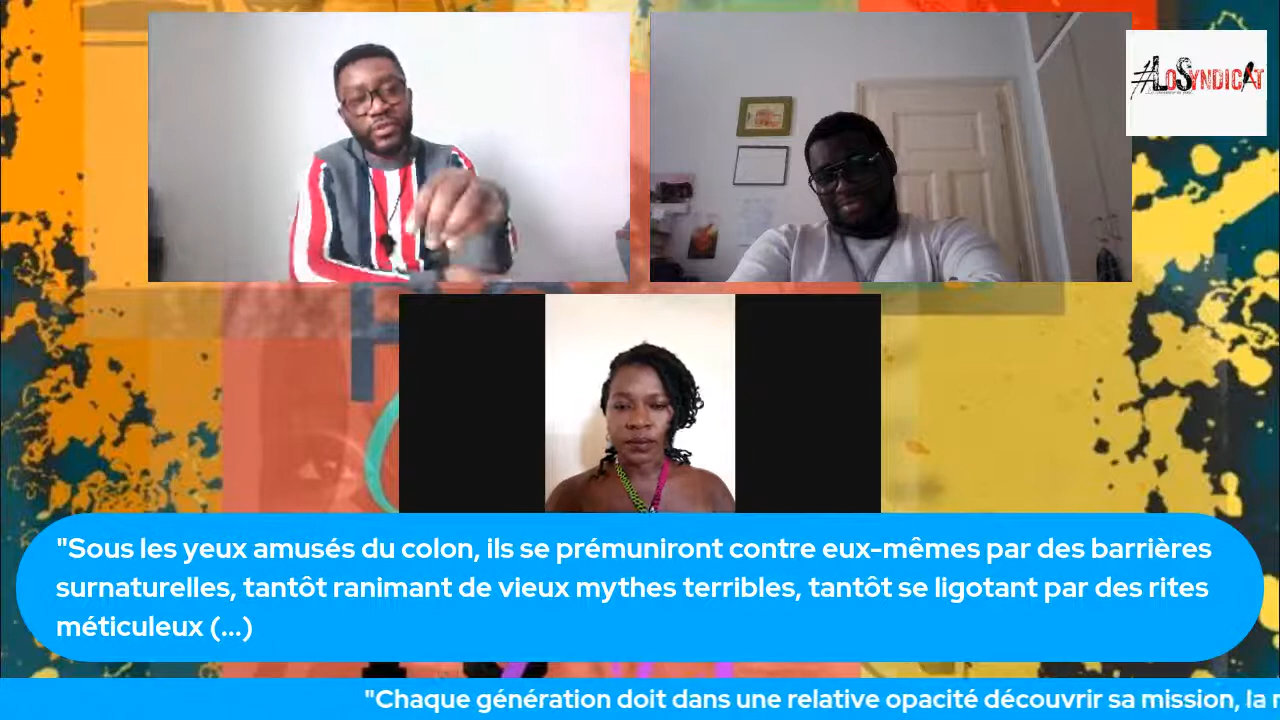 #LoSYNDICAT
"Sous les yeux amusés du colon, ils se prémuniront contre eux-mêmes par des barrières
surnaturelles, tantôt ranimant de vieux mythes terribles, tantôt se ligotant par des rites
méticuleux (...)
"Chaque génération doit dans une relative opacité découvrir sa mission, la